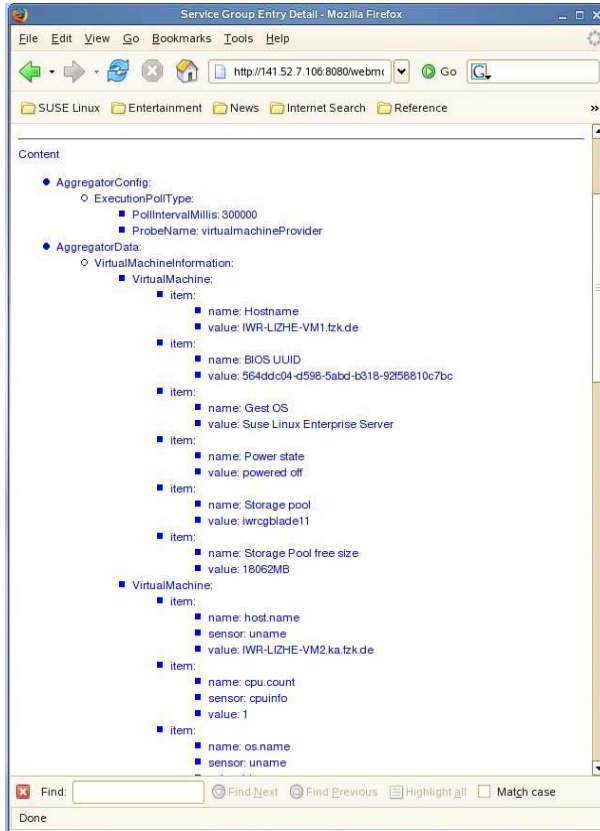 Service Group Entry Detail - Mozilla Firefox
File Edit View Go Bookmarks Tools Help
http://141.52.7.106:8080/webmc Go G
SUSE Linux Entertainment News Internet Search Reference »
Content
AggregatorConfig:
ExecutionPollType:
PollIntervalMillis: 300000
ProbeName: virtualmachineProvider
AggregatorData:
VirtualMachineInformation:
VirtualMachine:
item:
name: Hostname
value: IWR-LIZHE-VM1.fzk.de
item:
name: BIOS UUID
value: 564ddc04-d598-5abd-b318-92f58810c7bc
item:
name: Gest OS
value: Suse Linux Enterprise Server
item:
name: Power state
value: powered off
item:
name: Storage pool
value: iwrcgblade11
item:
name: Storage Pool free size
value: 18062MB
VirtualMachine:
item:
name: host.name
sensor: uname
value: IWR-LIZHE-VM2.ka.fzk.de
item:
name: cpu.count
sensor: cpuinfo
value: 1
item:
name: os.name
sensor: uname
Find: Find Next Find Previous Highlight all Match case
Done